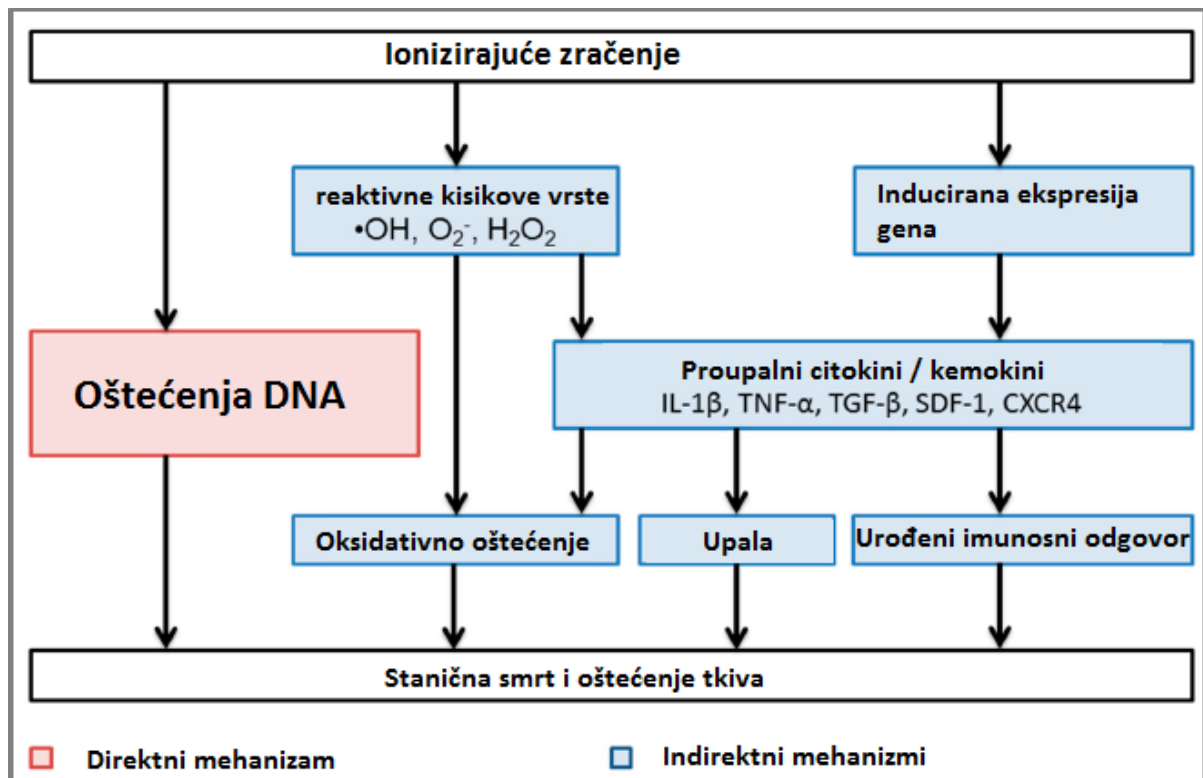 Ionizirajuće zračenje
reaktivne kisikove vrste
•OH, O₂⁻, H₂O₂
Inducirana ekspresija
gena
Oštećenja DNA
Proupalni citokini / kemokini
IL-1β, TNF-α, TGF-β, SDF-1, CXCR4
Oksidativno oštećenje
Upala
Urođeni imunosni odgovor
Stanična smrt i oštećenje tkiva
Direktni mehanizam
Indirektni mehanizmi